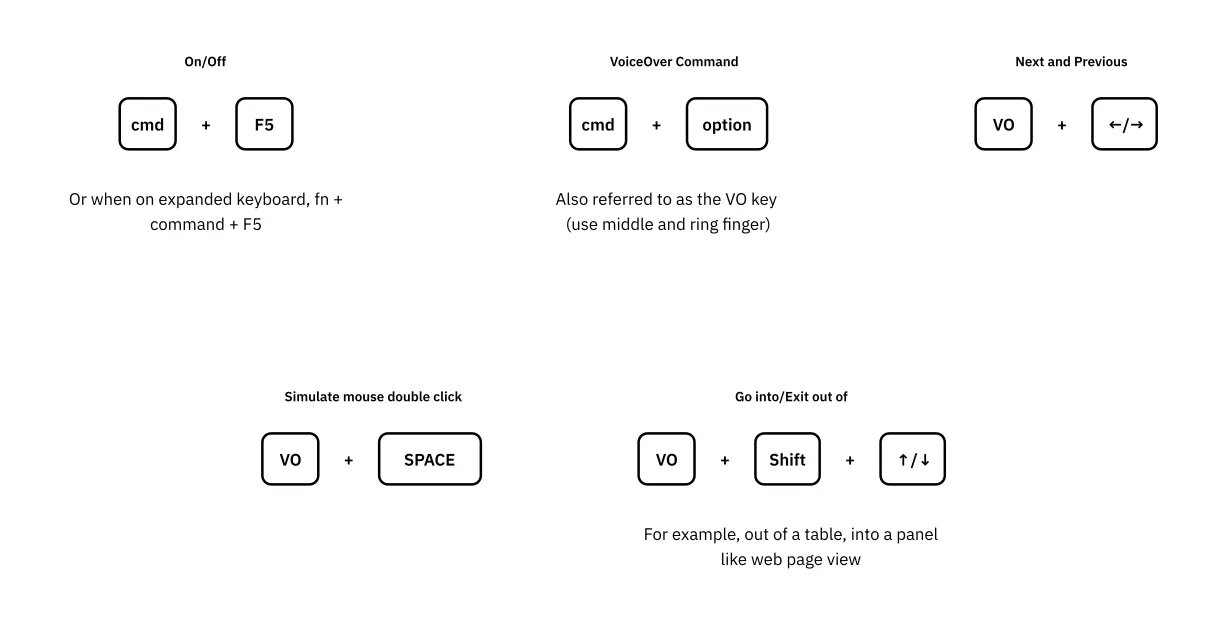 On/Off
cmd + F5
Or when on expanded keyboard, fn +
command + F5
VoiceOver Command
cmd + option
Also referred to as the VO key
(use middle and ring finger)
Next and Previous
VO + ←/→
Simulate mouse double click
VO + SPACE
Go into/Exit out of
VO + Shift + ↑/↓
For example, out of a table, into a panel
like web page view